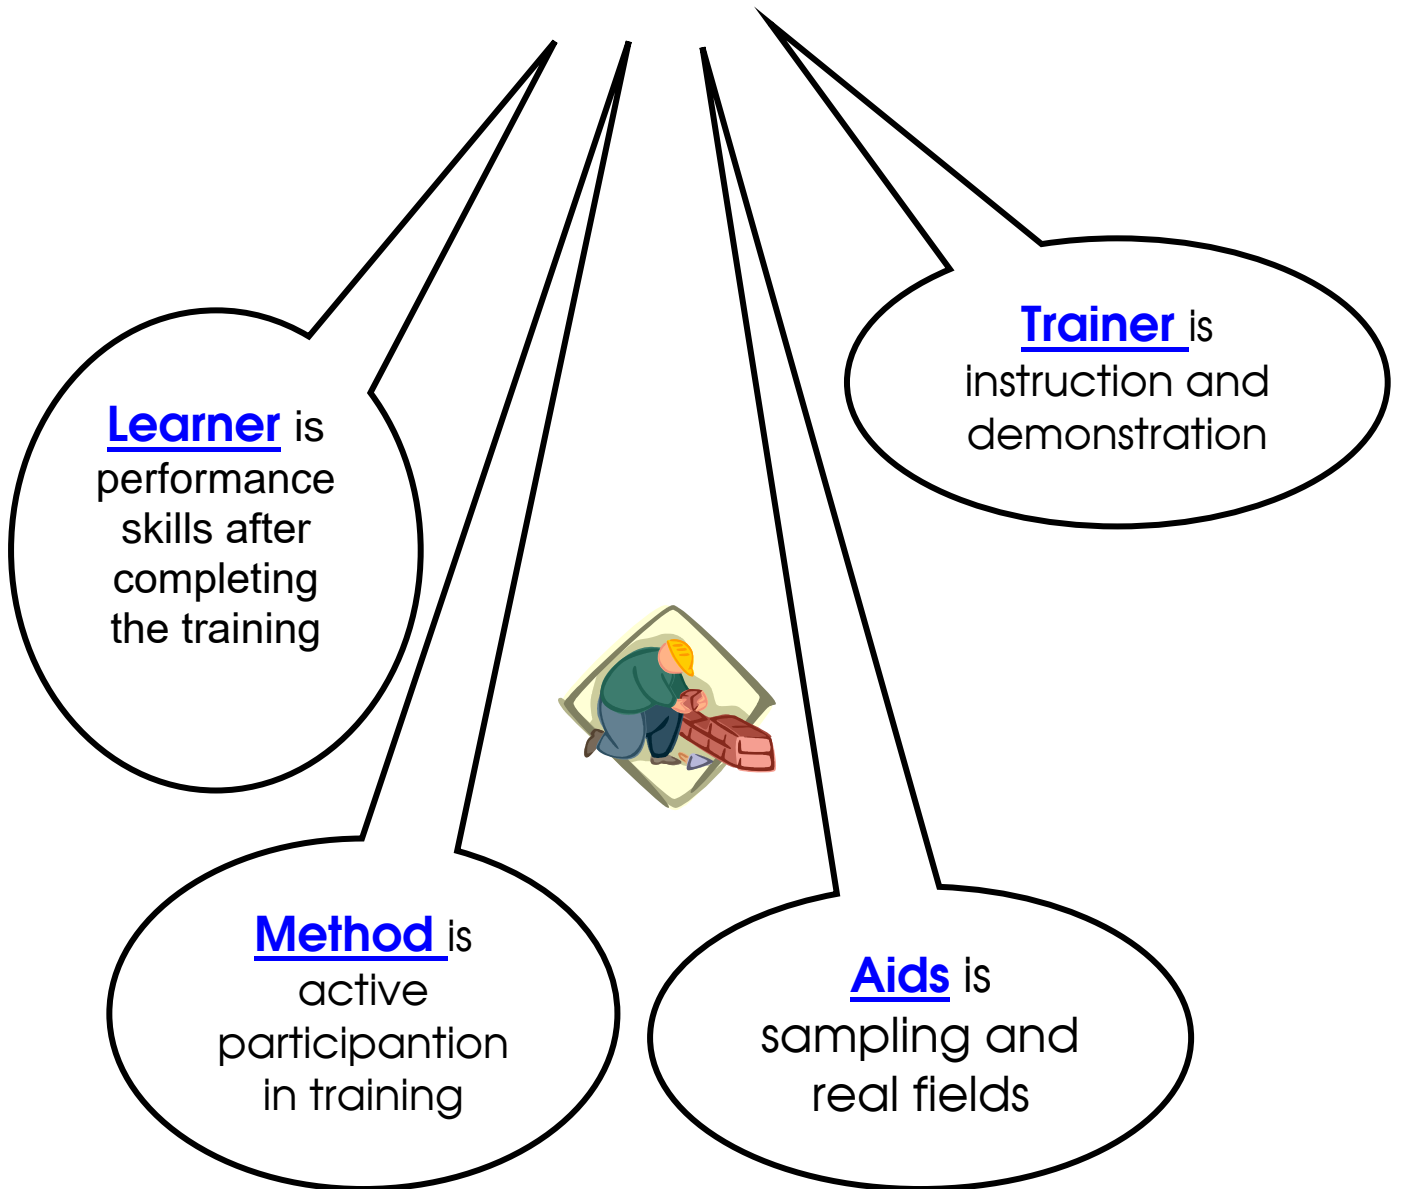 Learner is
performance
skills after
completing
the training
Trainer is
instruction and
demonstration
Method is
active
participantion
in training
Aids is
sampling and
real fields